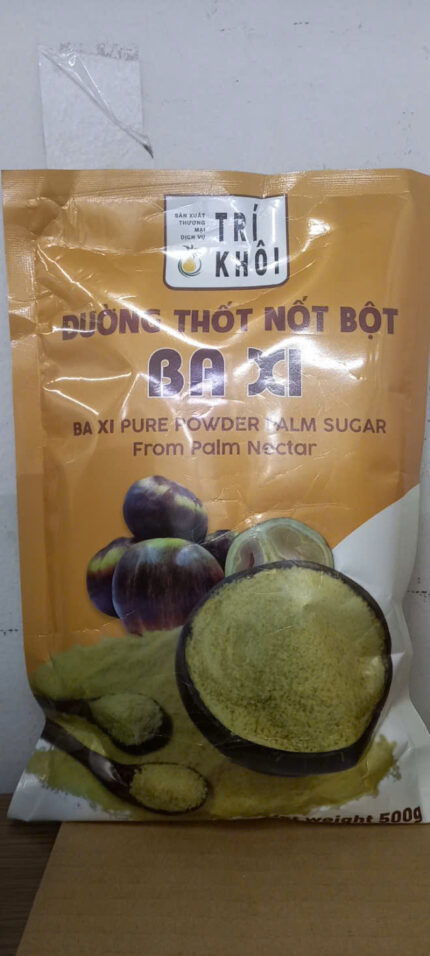 SẢN XUẤT
THƯƠNG
MẠI
DỊCH VỤ
TRÍ
KHÔI
ĐƯỜNG THỐT NỐT BỘT
BA XI
BA XI PURE POWDER PALM SUGAR
From Palm Nectar
weight 500g